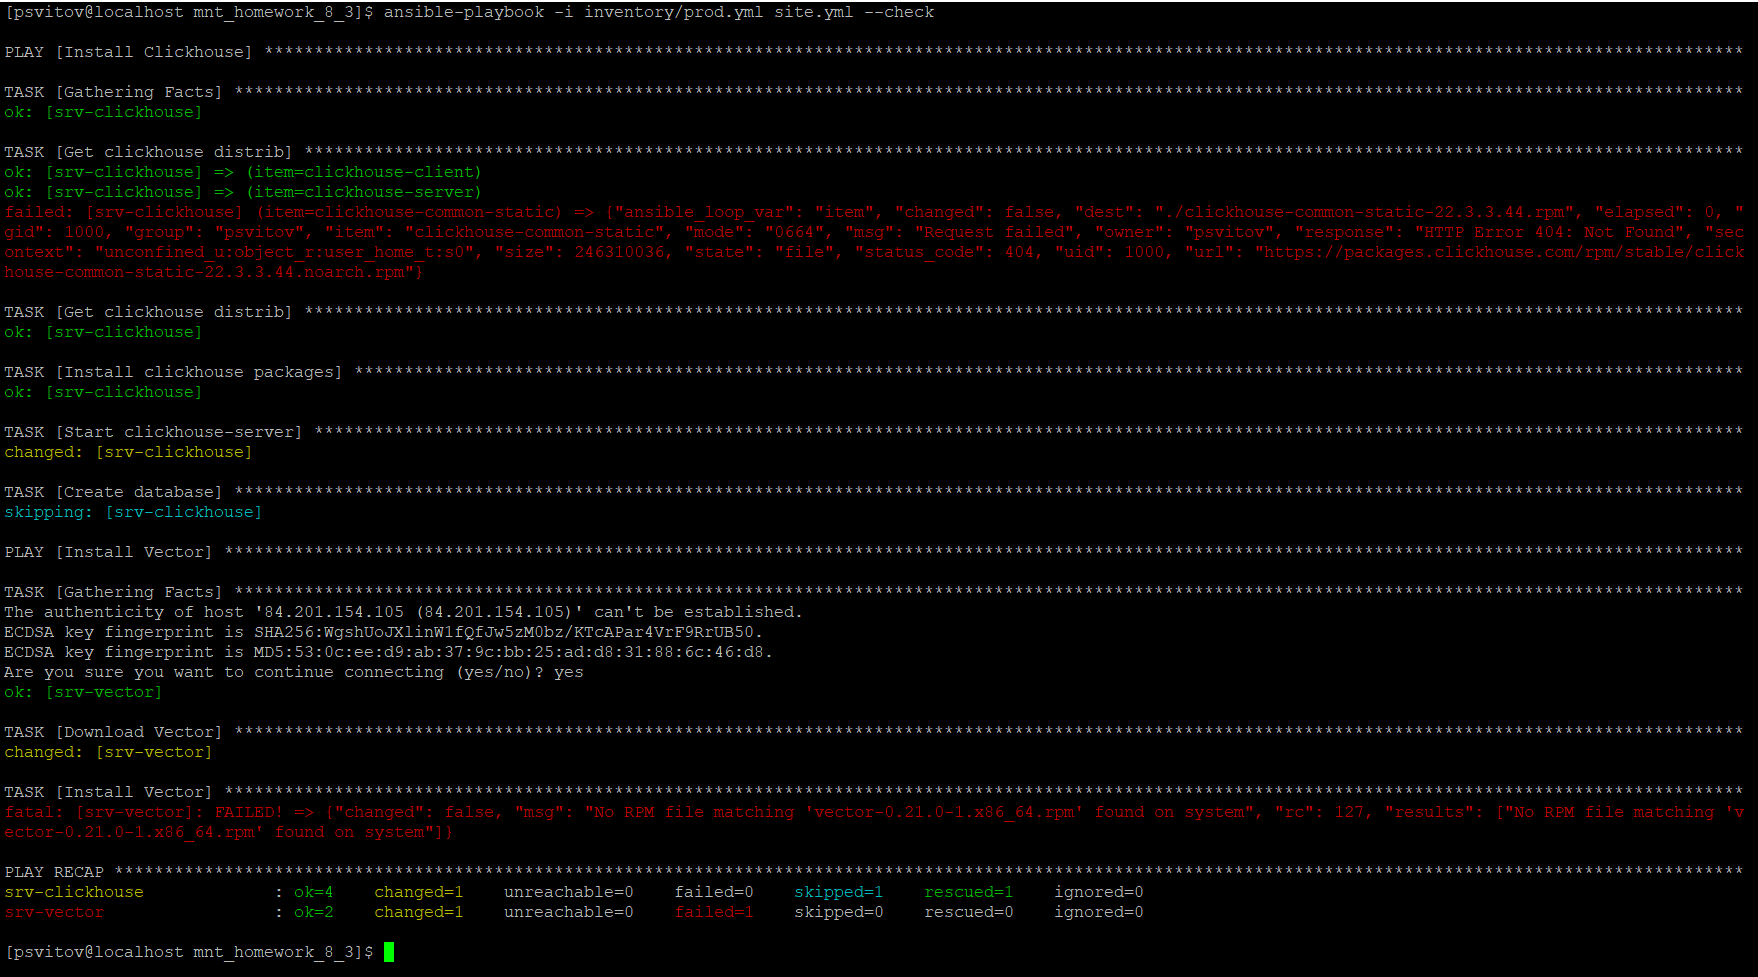 [psvitov@localhost mnt_homework_8_3]$ ansible-playbook -i inventory/prod.yml site.yml --check
PLAY [Install Clickhouse] ****************************************************************************************************************************************************
TASK [Gathering Facts] *******************************************************************************************************************************************************
ok: [srv-clickhouse]
TASK [Get clickhouse distrib] ************************************************************************************************************************************************
ok: [srv-clickhouse] => (item=clickhouse-client)
ok: [srv-clickhouse] => (item=clickhouse-server)
failed: [srv-clickhouse] (item=clickhouse-common-static) => {"ansible_loop_var": "item", "changed": false, "dest": "./clickhouse-common-static-22.3.3.44.rpm", "elapsed": 0, "
gid": 1000, "group": "psvitov", "item": "clickhouse-common-static", "mode": "0664", "msg": "Request failed", "owner": "psvitov", "response": "HTTP Error 404: Not Found", "sec
ontext": "unconfined_u:object_r:user_home_t:s0", "size": 246310036, "state": "file", "status_code": 404, "uid": 1000, "url": "https://packages.clickhouse.com/rpm/stable/click
house-common-static-22.3.3.44.noarch.rpm"}
TASK [Get clickhouse distrib] ************************************************************************************************************************************************
ok: [srv-clickhouse]
TASK [Install clickhouse packages] *******************************************************************************************************************************************
ok: [srv-clickhouse]
TASK [Start clickhouse-server] ***********************************************************************************************************************************************
changed: [srv-clickhouse]
TASK [Create database] *******************************************************************************************************************************************************
skipping: [srv-clickhouse]
PLAY [Install Vector] ********************************************************************************************************************************************************
TASK [Gathering Facts] *******************************************************************************************************************************************************
The authenticity of host '84.201.154.105 (84.201.154.105)' can't be established.
ECDSA key fingerprint is SHA256:WgshUoJXlinW1fQfJw5zM0bz/KTcAPar4VrF9RrUB50.
ECDSA key fingerprint is MD5:53:0c:ee:d9:ab:37:9c:bb:25:ad:d8:31:88:6c:46:d8.
Are you sure you want to continue connecting (yes/no)? yes
ok: [srv-vector]
TASK [Download Vector] *******************************************************************************************************************************************************
changed: [srv-vector]
TASK [Install Vector] ********************************************************************************************************************************************************
fatal: [srv-vector]: FAILED! => {"changed": false, "msg": "No RPM file matching 'vector-0.21.0-1.x86_64.rpm' found on system", "rc": 127, "results": ["No RPM file matching 'v
ector-0.21.0-1.x86_64.rpm' found on system"]}
PLAY RECAP *******************************************************************************************************************************************************************
srv-clickhouse             : ok=4    changed=1    unreachable=0    failed=0    skipped=1    rescued=1    ignored=0
srv-vector                 : ok=2    changed=1    unreachable=0    failed=1    skipped=0    rescued=0    ignored=0
[psvitov@localhost mnt_homework_8_3]$